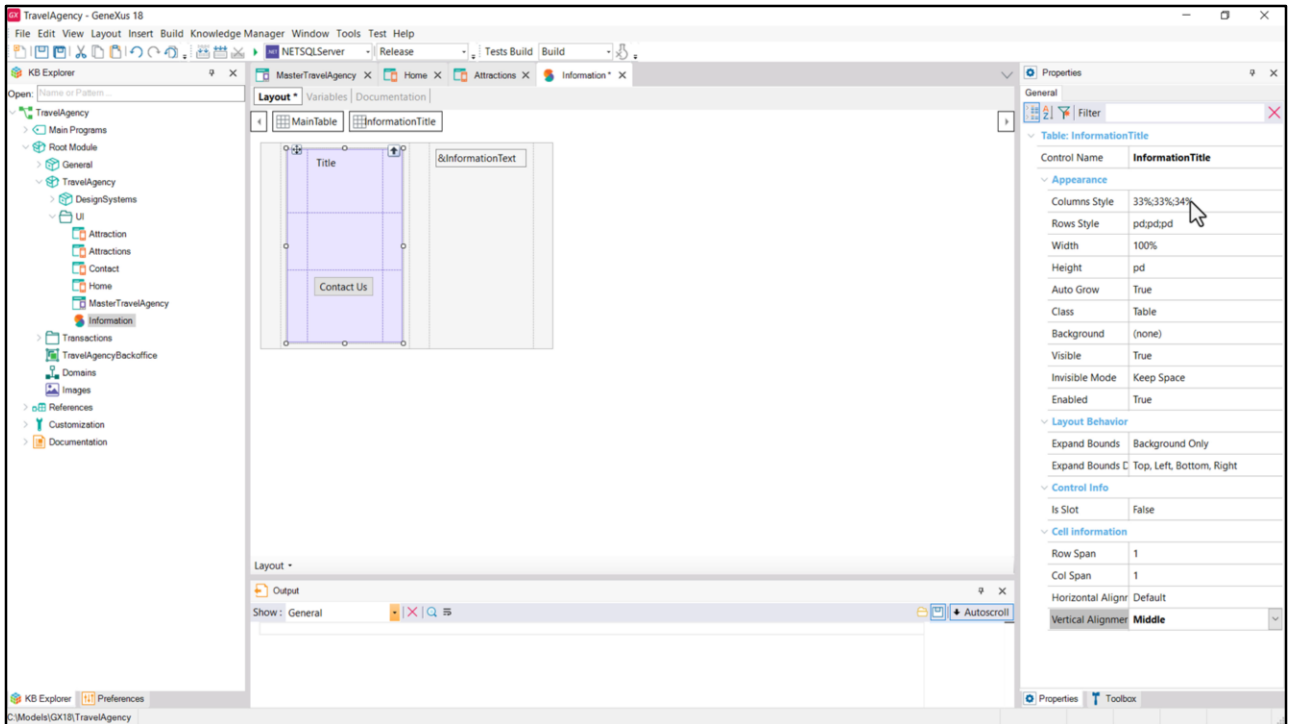 GX TravelAgency - GeneXus 18
File Edit View Layout Insert Build Knowledge Manager Window Tools Test Help
NETSQLServer Release Tests Build Build
KB Explorer
Open: Name or Pattern ...
TravelAgency
Main Programs
Root Module
General
TravelAgency
DesignSystems
UI
Attraction
Attractions
Contact
Home
MasterTravelAgency
Information
Transactions
TravelAgencyBackoffice
Domains
Images
References
Customization
Documentation
KB Explorer Preferences
C:\Models\GX18\TravelAgency
MasterTravelAgency X Home X Attractions X Information * X
Layout * Variables Documentation
MainTable InformationTitle
Title &InformationText
Contact Us
Layout
Output
Show : General Autoscroll
Properties
General
Filter
Table: InformationTitle
Control Name InformationTitle
Appearance
Columns Style 33%;33%;34%
Rows Style pd;pd;pd
Width 100%
Height pd
Auto Grow True
Class Table
Background (none)
Visible True
Invisible Mode Keep Space
Enabled True
Layout Behavior
Expand Bounds Background Only
Expand Bounds D Top, Left, Bottom, Right
Control Info
Is Slot False
Cell information
Row Span 1
Col Span 1
Horizontal Alignr Default
Vertical Alignmer Middle
Properties Toolbox